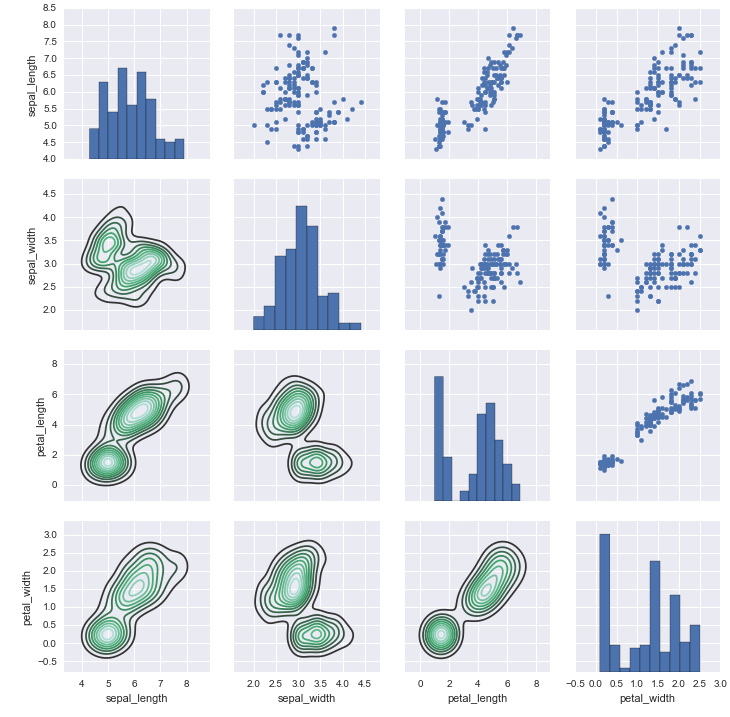 8.5
8.0
7.5
7.0
6.5
6.0
5.5
5.0
4.5
4.0
sepal_length
4.5
4.0
3.5
3.0
2.5
2.0
sepal_width
8
6
4
2
0
petal_length
3.0
2.5
2.0
1.5
1.0
0.5
0.0
−0.5
petal_width
4 5 6 7 8
sepal_length
2.0 2.5 3.0 3.5 4.0 4.5
sepal_width
0 2 4 6 8
petal_length
−0.5 0.0 0.5 1.0 1.5 2.0 2.5 3.0
petal_width